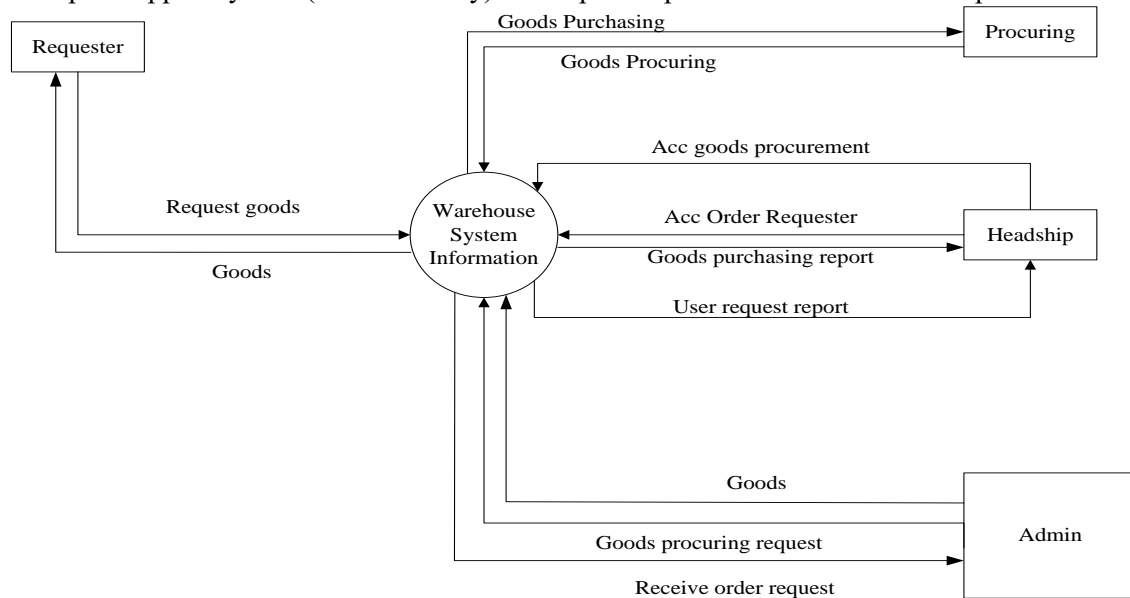 Goods Purchasing
Procuring
Requester
Goods Procuring
Acc goods procurement
Request goods
Warehouse
System
Information
Acc Order Requester
Headship
Goods purchasing report
Goods
User request report
Goods
Admin
Goods procuring request
Receive order request